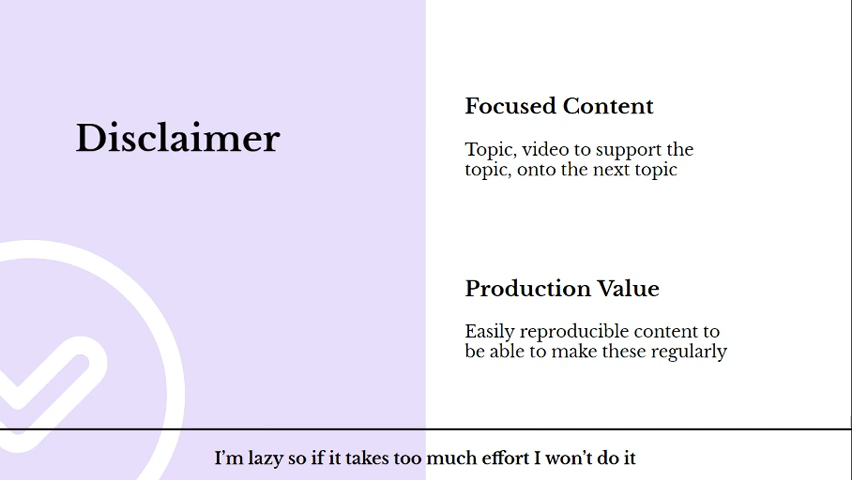 Disclaimer
Focused Content
Topic, video to support the
topic, onto the next topic
Production Value
Easily reproducible content to
be able to make these regularly
I’m lazy so if it takes too much effort I won’t do it